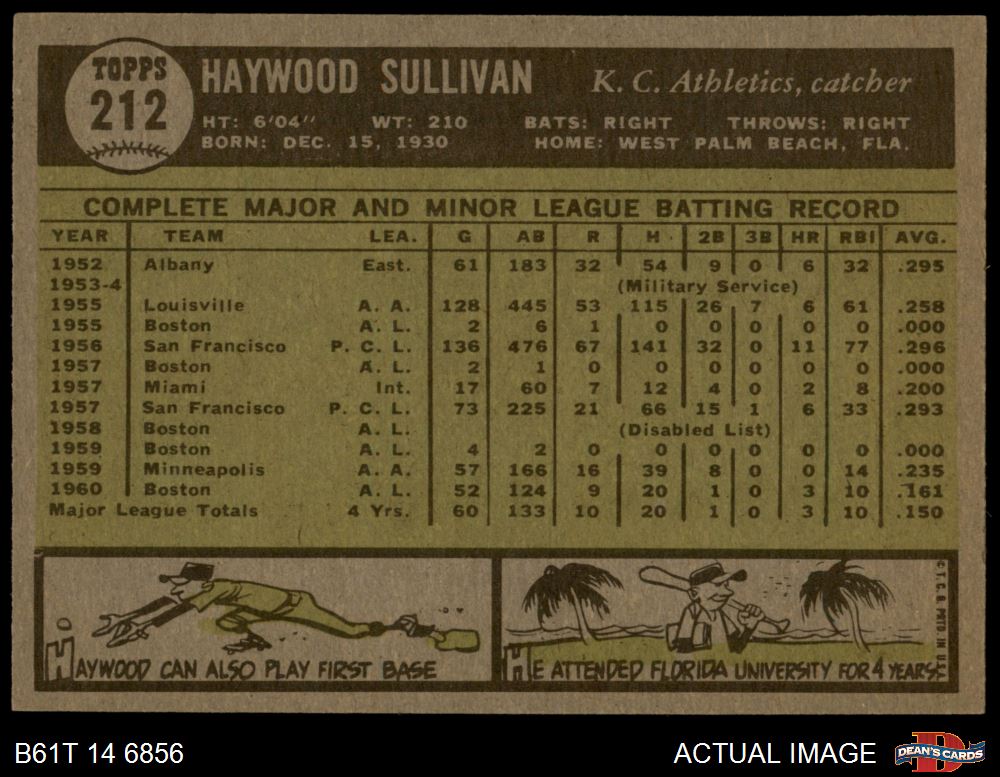 TOPPS
212
HAYWOOD SULLIVAN K. C. Athletics, catcher
HT: 6'04" WT: 210 BATS: RIGHT THROWS: RIGHT
BORN: DEC. 15, 1930 HOME: WEST PALM BEACH, FLA.
COMPLETE MAJOR AND MINOR LEAGUE BATTING RECORD
YEAR TEAM LEA. G AB R H 2B 3B HR RBI AVG.
1952 Albany East. 61 183 32 54 9 0 6 32 .295
1953-4 (Military Service)
1955 Louisville A. A. 128 445 53 115 26 7 6 61 .258
1955 Boston A. L. 2 6 1 0 0 0 0 0 .000
1956 San Francisco P. C. L. 136 476 67 141 32 0 11 77 .296
1957 Boston A. L. 2 1 0 0 0 0 0 0 .000
1957 Miami Int. 17 60 7 12 4 0 2 8 .200
1957 San Francisco P. C. L. 73 225 21 66 15 1 6 33 .293
1958 Boston A. L. (Disabled List)
1959 Boston A. L. 4 2 0 0 0 0 0 0 .000
1959 Minneapolis A. A. 57 166 16 39 8 0 0 14 .235
1960 Boston A. L. 52 124 9 20 1 0 3 10 .161
Major League Totals 4 Yrs. 60 133 10 20 1 0 3 10 .150
HAYWOOD CAN ALSO PLAY FIRST BASE
HE ATTENDED FLORIDA UNIVERSITY FOR 4 YEARS
© T. C. G. PRTD IN U.S.A.
B61T 14 6856 ACTUAL IMAGE
DEAN'S CARDS